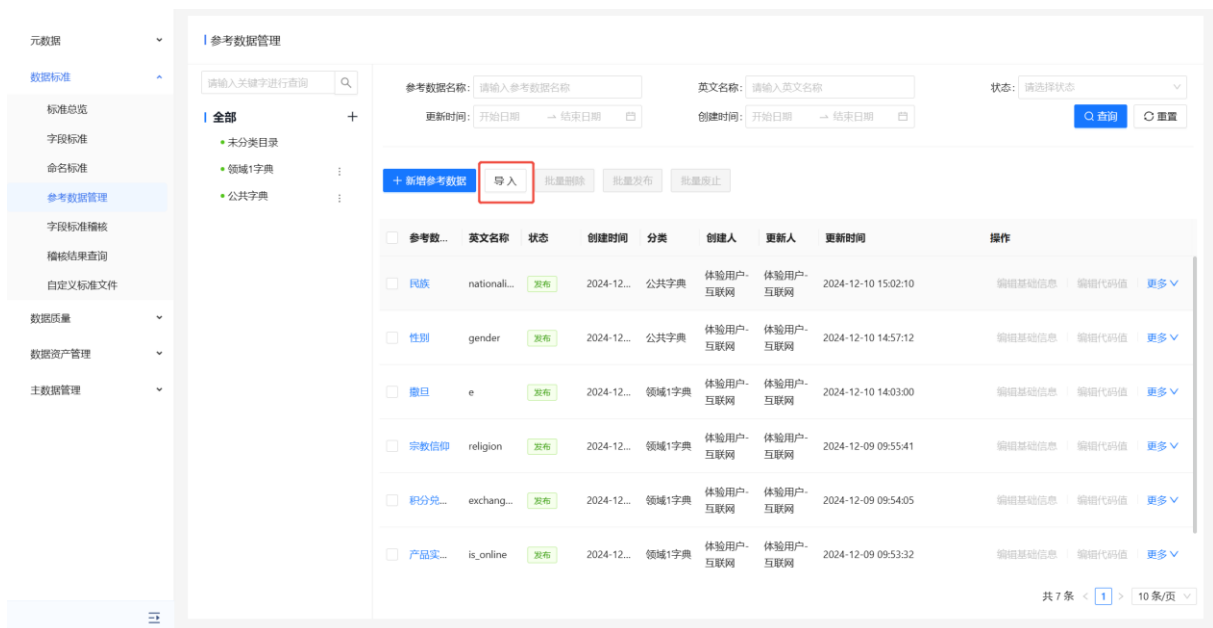 元数据
数据标准
标准总览
字段标准
命名标准
参考数据管理
字段标准稽核
稽核结果查询
自定义标准文件
数据质量
数据资产管理
主数据管理
参考数据管理
请输入关键字进行查询
全部
未分类目录
领域1字典
公共字典
参考数据名称: 请输入参考数据名称 英文名称: 请输入英文名称 状态: 请选择状态
更新时间: 开始日期 → 结束日期 创建时间: 开始日期 → 结束日期 查询 重置
+ 新增参考数据 导入 批量删除 批量发布 批量废止
参考数... 英文名称 状态 创建时间 分类 创建人 更新人 更新时间 操作
民族 nationali... 发布 2024-12... 公共字典 体验用户-互联网 体验用户-互联网 2024-12-10 15:02:10 编辑基础信息 编辑代码值 更多
性别 gender 发布 2024-12... 公共字典 体验用户-互联网 体验用户-互联网 2024-12-10 14:57:12 编辑基础信息 编辑代码值 更多
撒旦 e 发布 2024-12... 领域1字典 体验用户-互联网 体验用户-互联网 2024-12-10 14:03:00 编辑基础信息 编辑代码值 更多
宗教信仰 religion 发布 2024-12... 领域1字典 体验用户-互联网 体验用户-互联网 2024-12-09 09:55:41 编辑基础信息 编辑代码值 更多
积分兑... exchang... 发布 2024-12... 领域1字典 体验用户-互联网 体验用户-互联网 2024-12-09 09:54:05 编辑基础信息 编辑代码值 更多
产品实... is_online 发布 2024-12... 领域1字典 体验用户-互联网 体验用户-互联网 2024-12-09 09:53:32 编辑基础信息 编辑代码值 更多
共 7 条 < 1 > 10 条/页